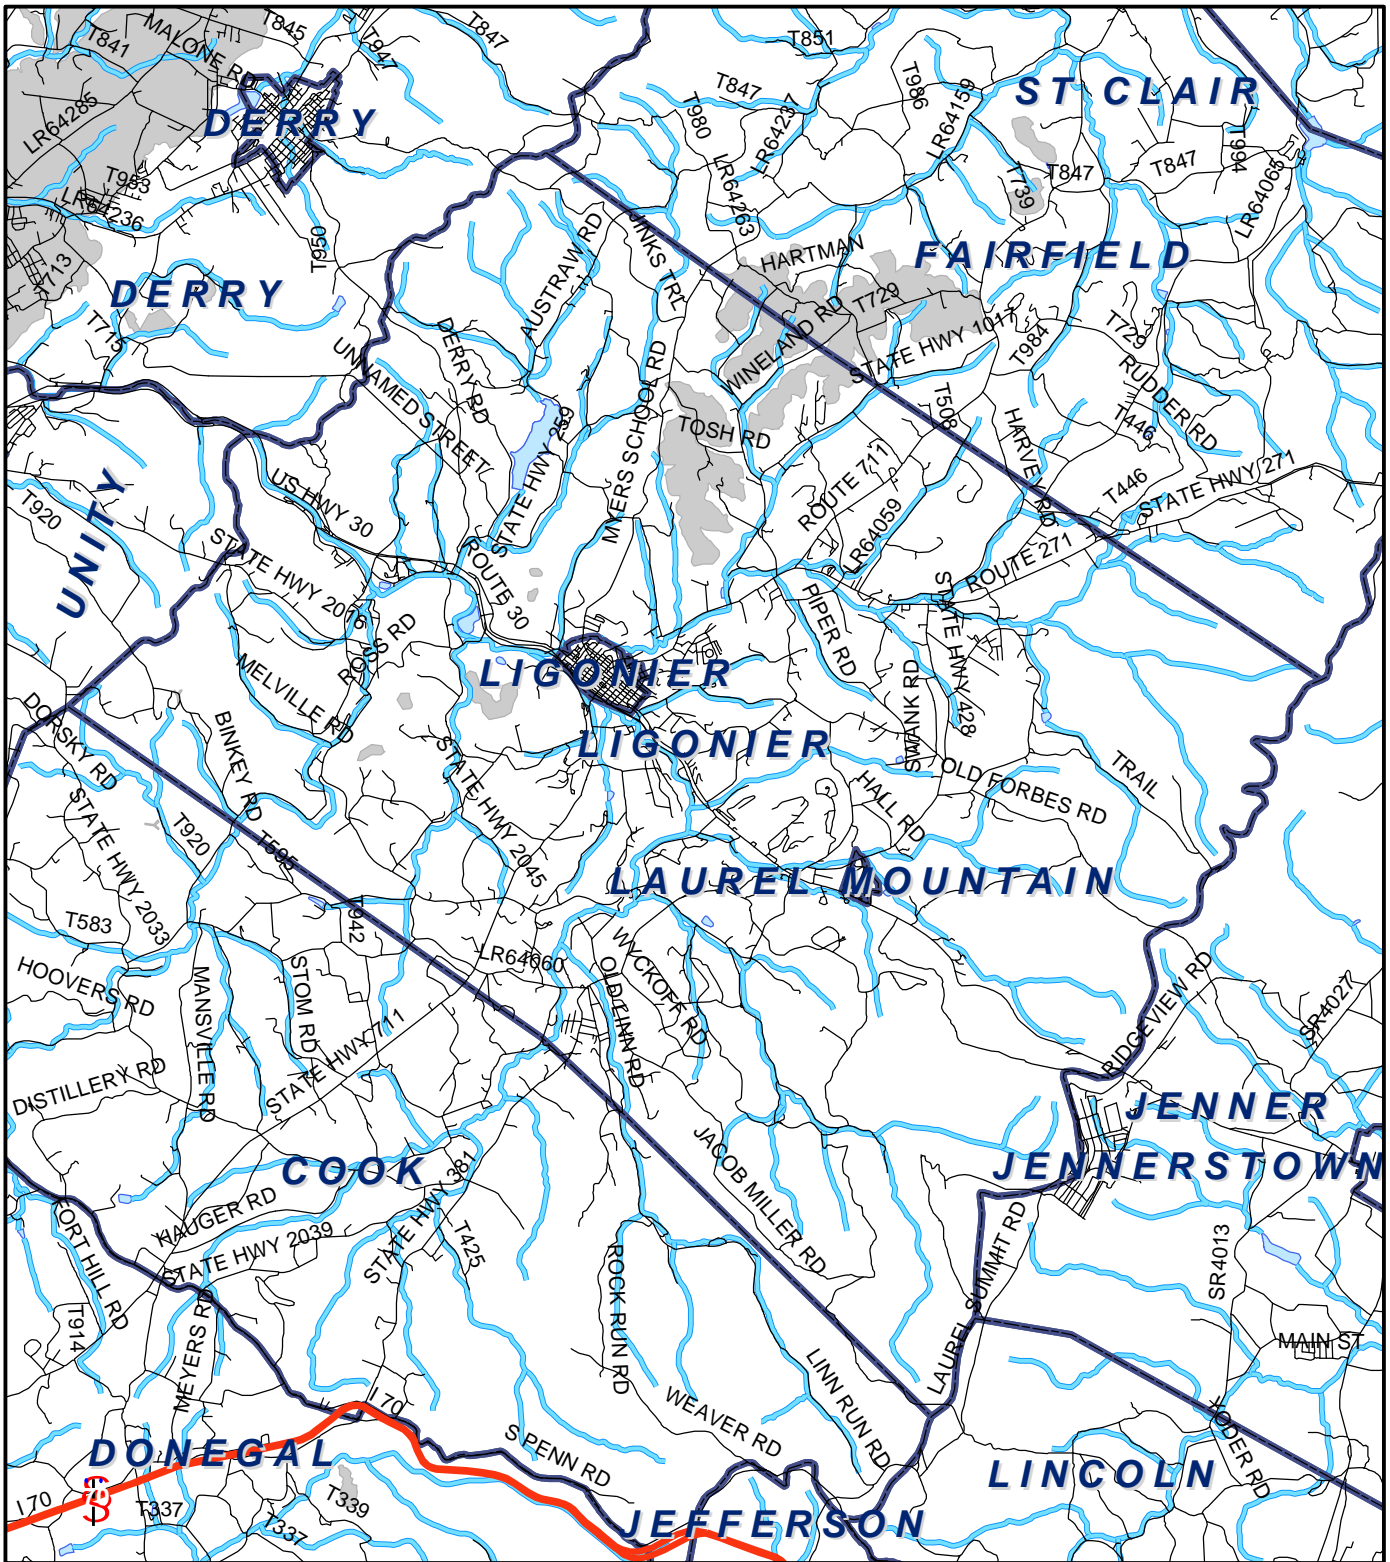 MALONE RD
T841
T845
T947
T847
T851
LR64285
DERRY
T847
T980
LR64237
T986
LR64159
ST CLAIR
T994
T953
LR64236
T950
LR64263
T739
T847
T847
LR64065
T713
DERRY
AUSTRAW RD
JINKS TRL
HARTMAN
FAIRFIELD
T715
UNNAMED STREET
DERRY RD
MYERS SCHOOL RD
WINELAND RD
T729
STATE HWY 1017
T984
T729
RUDDER RD
TOSH RD
T508
HARVEY RD
T446
T446
STATE HWY 271
UNITY
T920
US HWY 30
STATE HWY 259
ROUTE 711
LR64059
ROUTE 271
STATE HWY 2076
ROUTE 30
ROSS RD
MELVILLE RD
LIGONIER
PIPER RD
STATE HWY 428
SWANK RD
DORSKY RD
BINKEY RD
STATE HWY 2045
LIGONIER
OLD FORBES RD
TRAIL
HALL RD
STATE HWY 2033
T920
T595
LAUREL MOUNTAIN
T583
T942
HOOVERS RD
MANSVILLE RD
STOM RD
LR64060
OLD LINN RD
WYCKOFF RD
RIDGEVIEW RD
SR4027
DISTILLERY RD
STATE HWY 711
JENNER
JENNERSTOWN
COOK
STATE HWY 381
JACOB MILLER RD
HAUGER RD
STATE HWY 2039
T425
FORT HILL RD
T914
MEYERS RD
ROCK RUN RD
LAUREL SUMMIT RD
SR4013
MAIN ST
LINN RUN RD
WEAVER RD
YODER RD
I 70
S PENN RD
DONEGAL
LINCOLN
I 70
T337
T337
T339
JEFFERSON